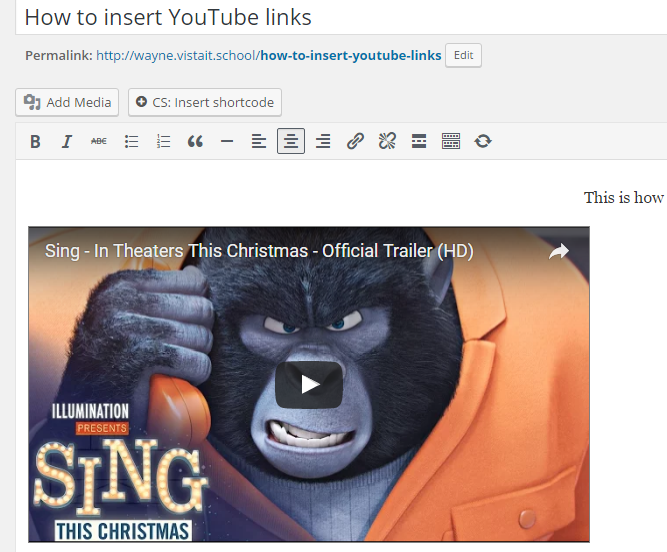 How to insert YouTube links
Permalink: http://wayne.vistait.school/how-to-insert-youtube-links Edit
Add Media CS: Insert shortcode
B I ABC
This is how
Sing - In Theaters This Christmas - Official Trailer (HD)
ILLUMINATION
PRESENTS
SING
THIS CHRISTMAS